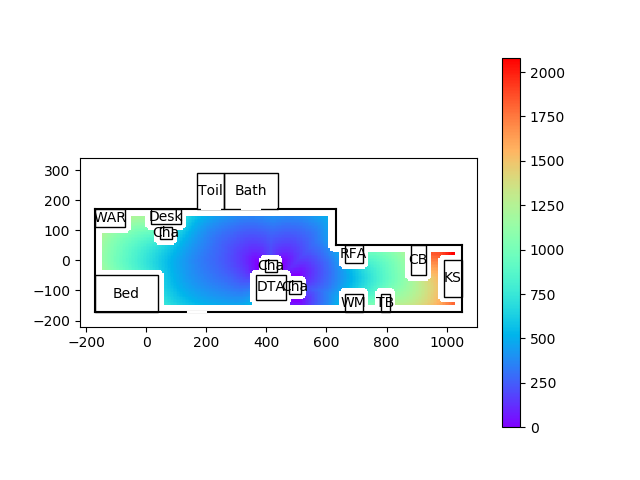 2000
1750
1500
1250
1000
750
500
250
0
300
200
100
0
−100
−200
Toil Bath
WAR Desk
Cha
RFA
CB
Cha
KS
Bed DTA Cha
WM TB
−200 0 200 400 600 800 1000